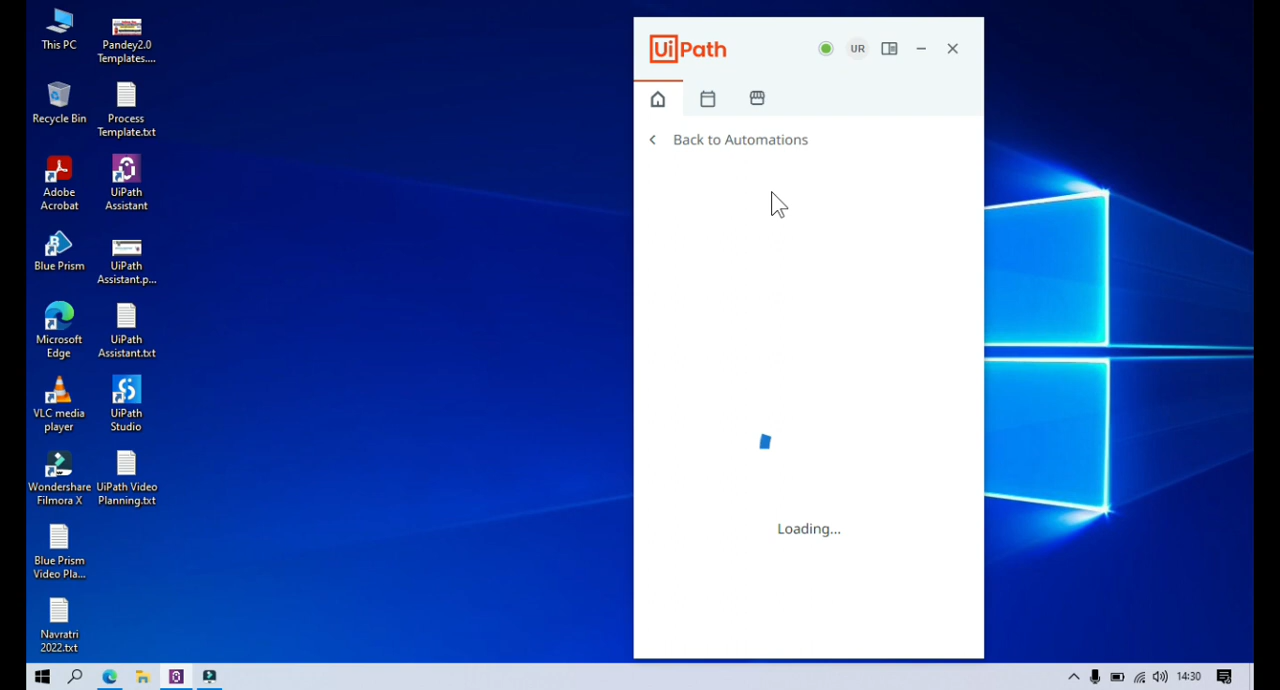 This PC
Pandey2.0
Templates....
Recycle Bin
Process
Template.txt
Adobe
Acrobat
UiPath
Assistant
Blue Prism
UiPath
Assistant.p...
Microsoft
Edge
UiPath
Assistant.txt
VLC media
player
UiPath
Studio
Wondershare
Filmora X
UiPath Video
Planning.txt
Blue Prism
Video Pla...
Navratri
2022.txt
UiPath
UR
Back to Automations
Loading...
14:30